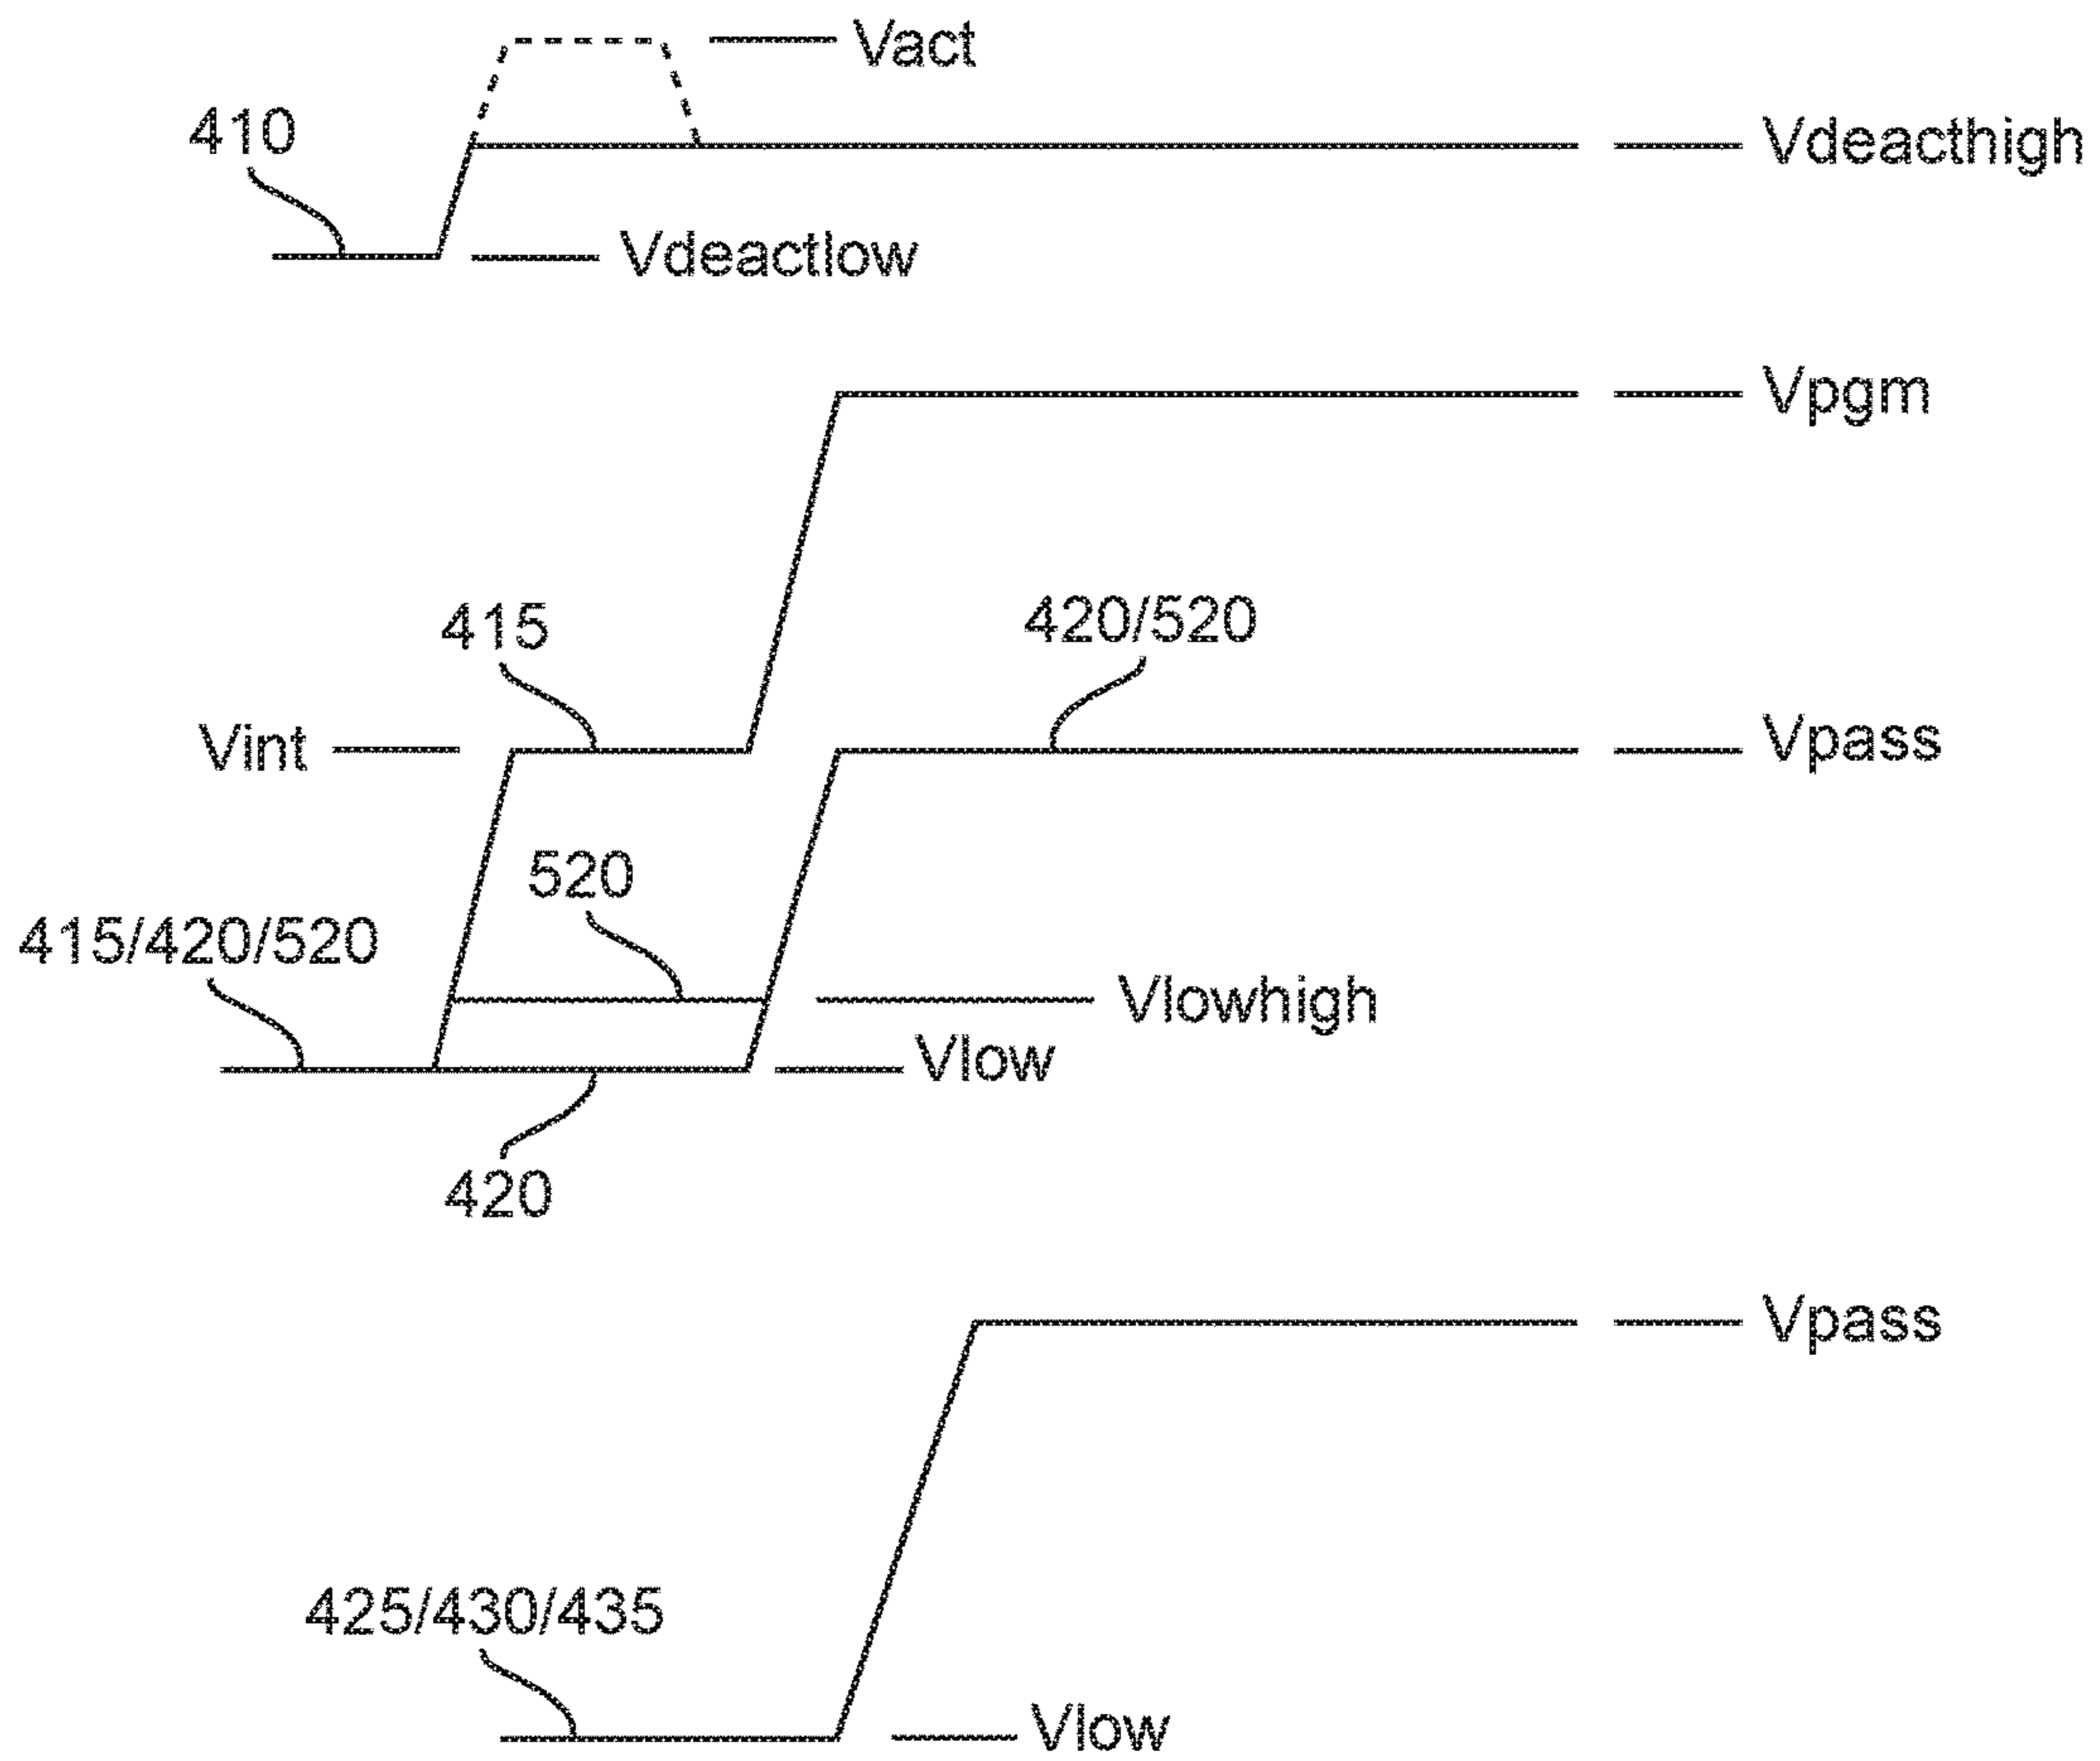 Vact
410
Vdeacthigh
Vdeactlow
Vpgm
415
420/520
Vint
Vpass
520
415/420/520
Vlowhigh
Vlow
420
Vpass
425/430/435
Vlow